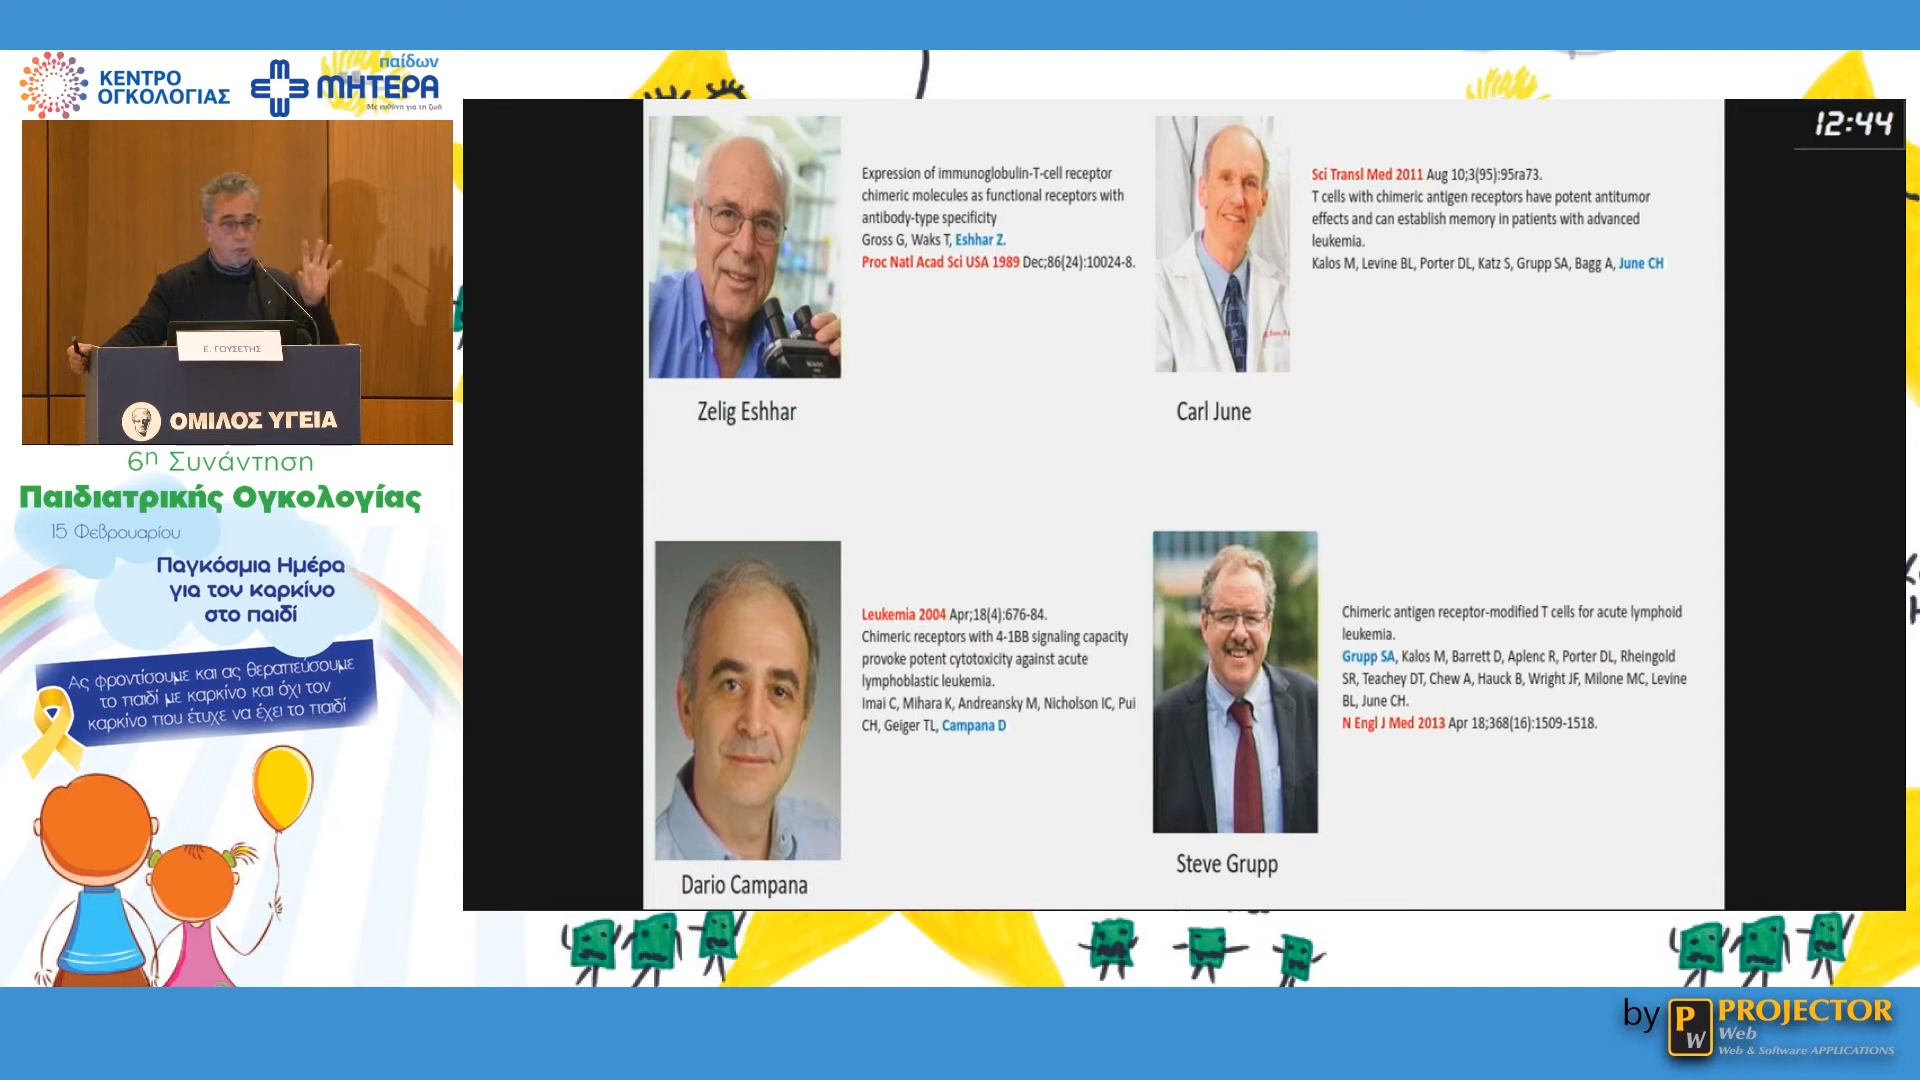 ΚΕΝΤΡΟ
ΟΓΚΟΛΟΓΙΑΣ
παίδων
ΜΗΤΕΡΑ
Με ευθύνη για τη ζωή
Ε. ΓΟΥΣΕΤΗΣ
ΟΜΙΛΟΣ ΥΓΕΙΑ
6η Συνάντηση
Παιδιατρικής Ογκολογίας
15 Φεβρουαρίου
Παγκόσμια Ημέρα
για τον καρκίνο
στο παιδί
Ας φροντίσουμε και ας θεραπεύσουμε
το παιδί με καρκίνο και όχι τον
καρκίνο που έτυχε να έχει το παιδί
12:44
Expression of immunoglobulin-T-cell receptor
chimeric molecules as functional receptors with
antibody-type specificity
Gross G, Waks T, Eshhar Z.
Proc Natl Acad Sci USA 1989 Dec;86(24):10024-8.
Zelig Eshhar
Sci Transl Med 2011 Aug 10;3(95):95ra73.
T cells with chimeric antigen receptors have potent antitumor
effects and can establish memory in patients with advanced
leukemia.
Kalos M, Levine BL, Porter DL, Katz S, Grupp SA, Bagg A, June CH
Carl June
Leukemia 2004 Apr;18(4):676-84.
Chimeric receptors with 4-1BB signaling capacity
provoke potent cytotoxicity against acute
lymphoblastic leukemia.
Imai C, Mihara K, Andreansky M, Nicholson IC, Pui
CH, Geiger TL, Campana D
Dario Campana
Chimeric antigen receptor-modified T cells for acute lymphoid
leukemia.
Grupp SA, Kalos M, Barrett D, Aplenc R, Porter DL, Rheingold
SR, Teachey DT, Chew A, Hauck B, Wright JF, Milone MC, Levine
BL, June CH.
N Engl J Med 2013 Apr 18;368(16):1509-1518.
Steve Grupp
by PW PROJECTOR
Web
Web & Software APPLICATIONS